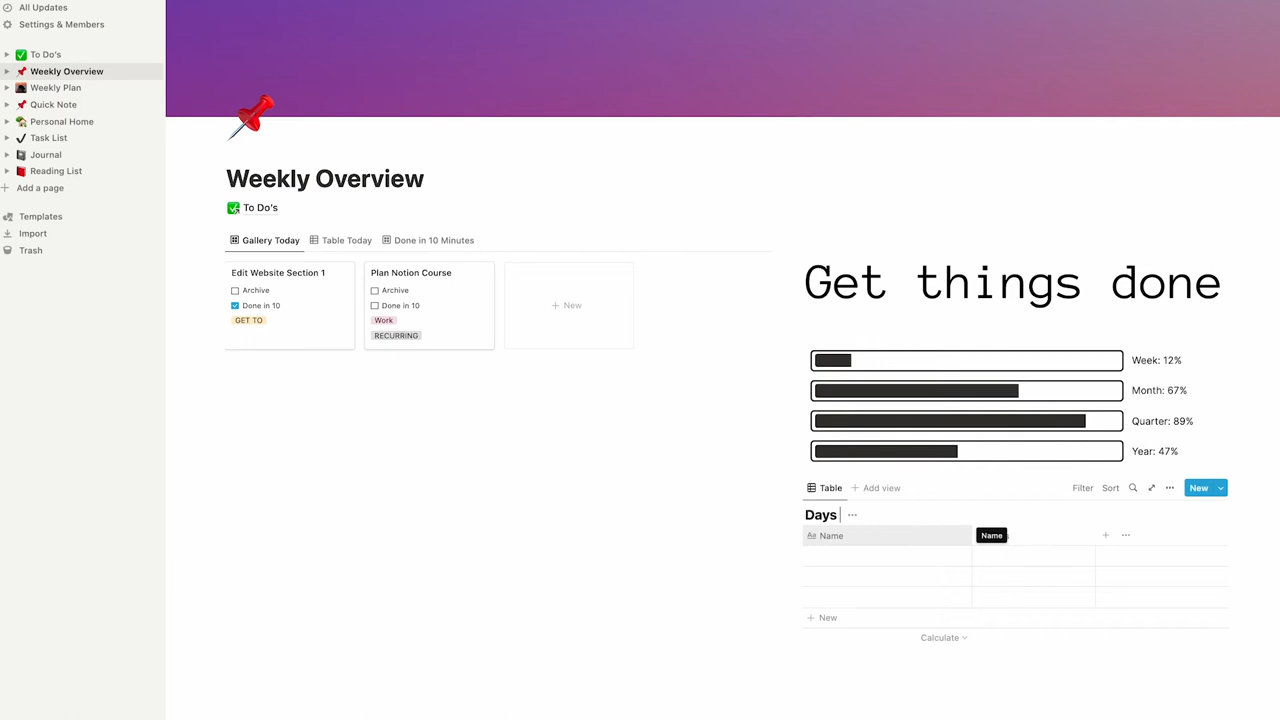 All Updates
Settings & Members
To Do's
Weekly Overview
Weekly Plan
Quick Note
Personal Home
Task List
Journal
Reading List
Add a page
Templates
Import
Trash
Weekly Overview
To Do's
Gallery Today Table Today Done in 10 Minutes
Edit Website Section 1
Archive
Done in 10
GET TO
Plan Notion Course
Archive
Done in 10
Work
RECURRING
+ New
Get things done
Week: 12%
Month: 67%
Quarter: 89%
Year: 47%
Table + Add view Filter Sort ••• New
Days •••
Aa Name Name + •••
+ New
Calculate